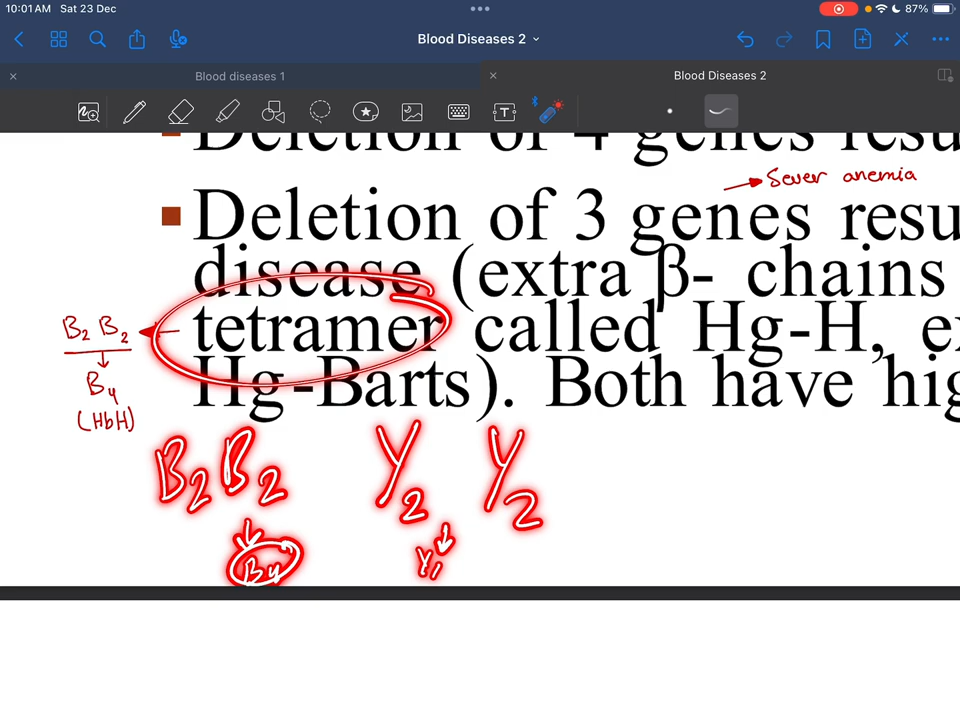 10:01 AM Sat 23 Dec
87%
Blood Diseases 2
Blood diseases 1
Blood Diseases 2
T
Deletion of 4 genes resu
Sever anemia
Deletion of 3 genes resu
disease (extra β- chains
tetramer called Hg-H, ex
Hg-Barts). Both have hig
B2 B2
B4
(HbH)
B2 B2 Y2 Y2
B4